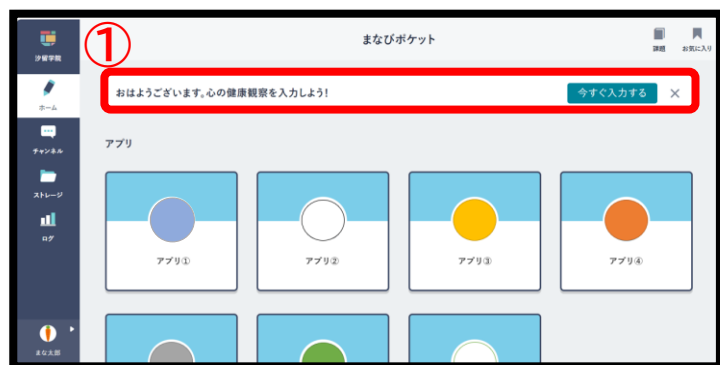 ①
まなびポケット
課題
お気に入り
汐留学院
ホーム
チャンネル
ストレージ
ログ
まな太郎
おはようございます。心の健康観察を入力しよう!
今すぐ入力する
アプリ
アプリ①
アプリ②
アプリ③
アプリ④